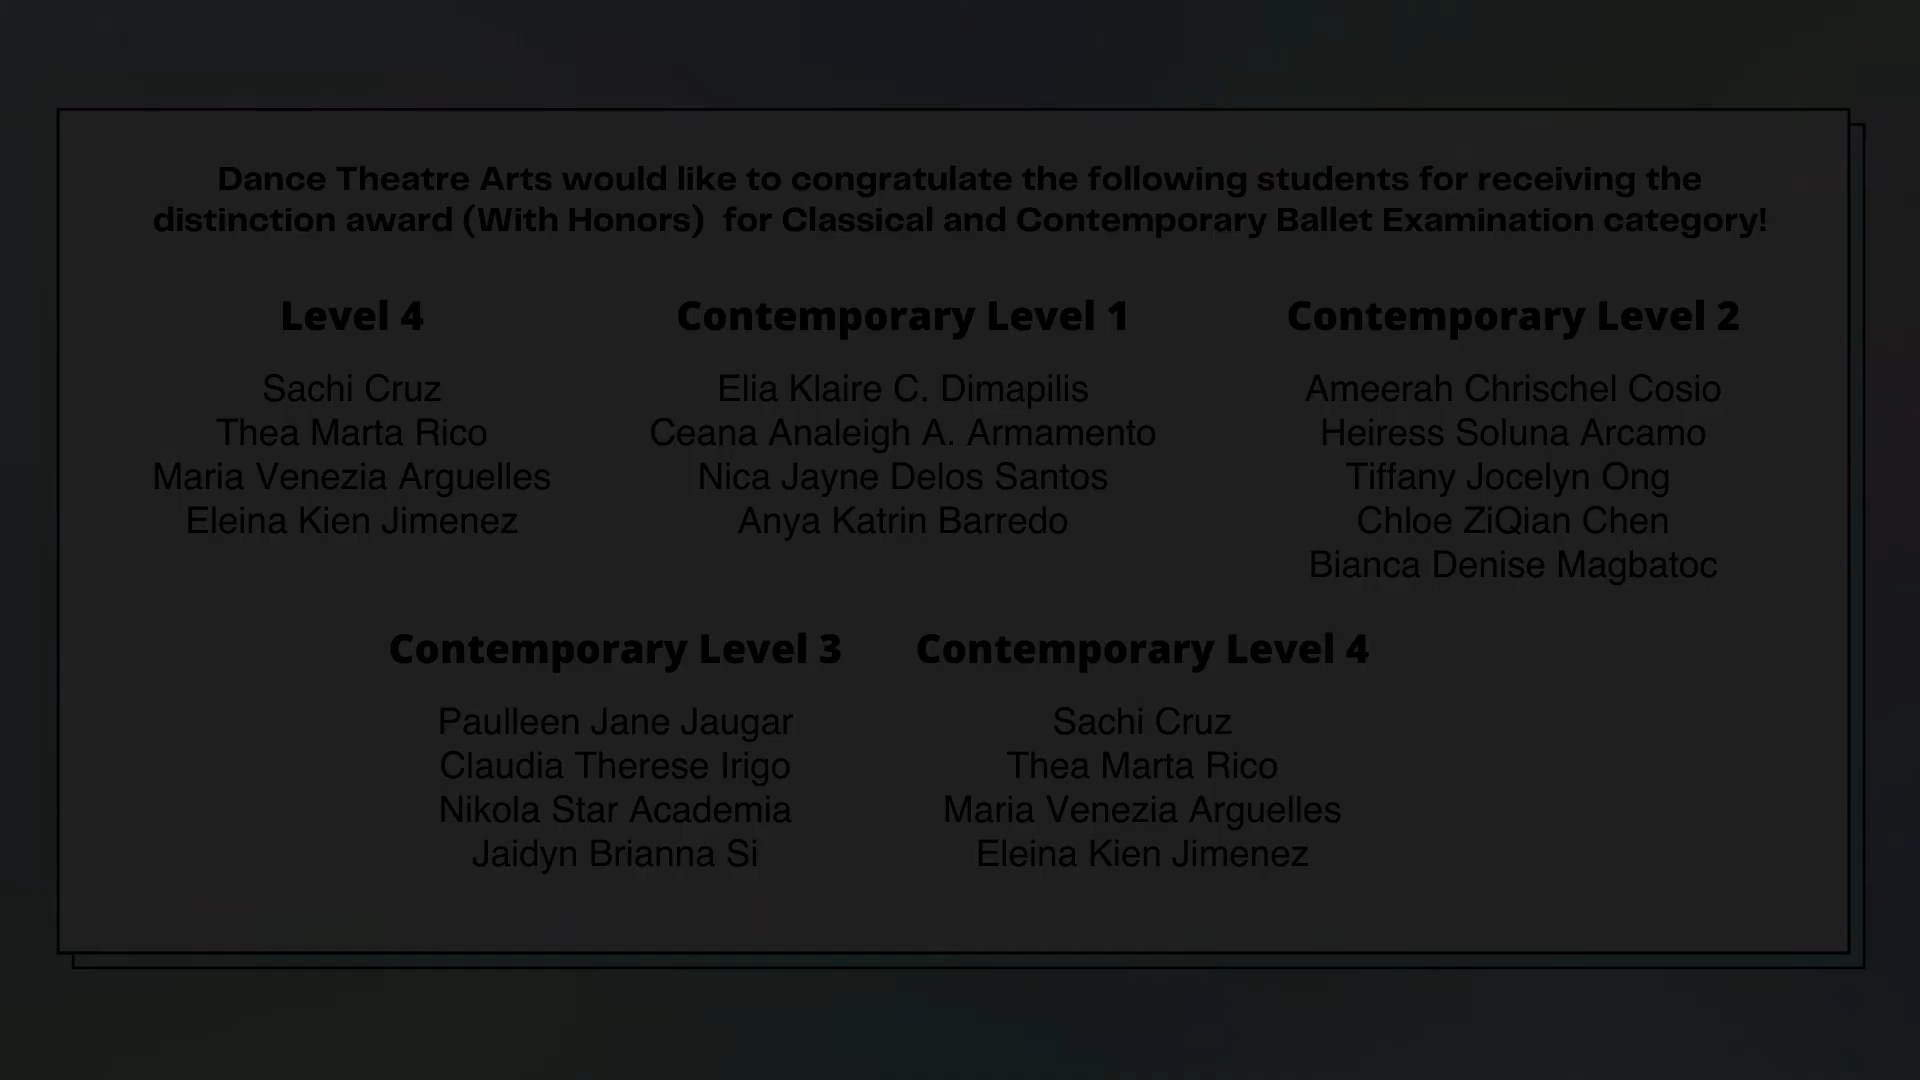 Dance Theatre Arts would like to congratulate the following students for receiving the
distinction award (With Honors) for Classical and Contemporary Ballet Examination category!
Level 4
Sachi Cruz
Thea Marta Rico
Maria Venezia Arguelles
Eleina Kien Jimenez
Contemporary Level 1
Elia Klaire C. Dimapilis
Ceana Analeigh A. Armamento
Nica Jayne Delos Santos
Anya Katrin Barredo
Contemporary Level 2
Ameerah Chrischel Cosio
Heiress Soluna Arcamo
Tiffany Jocelyn Ong
Chloe ZiQian Chen
Bianca Denise Magbatoc
Contemporary Level 3
Paulleen Jane Jaugar
Claudia Therese Irigo
Nikola Star Academia
Jaidyn Brianna Si
Contemporary Level 4
Sachi Cruz
Thea Marta Rico
Maria Venezia Arguelles
Eleina Kien Jimenez